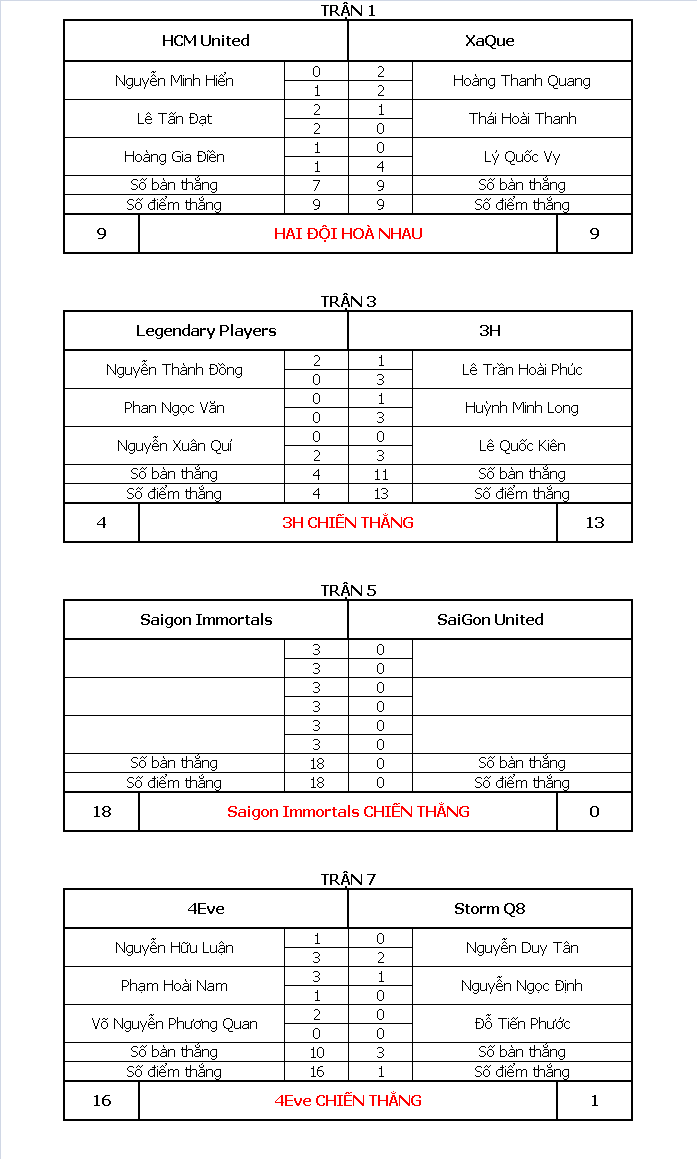 TRẬN 1
HCM United XaQue
Nguyễn Minh Hiển 0 2 Hoàng Thanh Quang
1 2
Lê Tấn Đạt 2 1 Thái Hoài Thanh
2 0
Hoàng Gia Điền 1 0 Lý Quốc Vy
1 4
Số bàn thắng 7 9 Số bàn thắng
Số điểm thắng 9 9 Số điểm thắng
9 HAI ĐỘI HOÀ NHAU 9
TRẬN 3
Legendary Players 3H
Nguyễn Thành Đồng 2 1 Lê Trần Hoài Phúc
0 3
Phan Ngọc Văn 0 1 Huỳnh Minh Long
0 3
Nguyễn Xuân Quí 0 0 Lê Quốc Kiên
2 3
Số bàn thắng 4 11 Số bàn thắng
Số điểm thắng 4 13 Số điểm thắng
4 3H CHIẾN THẮNG 13
TRẬN 5
Saigon Immortals SaiGon United
3 0
3 0
3 0
3 0
3 0
3 0
Số bàn thắng 18 0 Số bàn thắng
Số điểm thắng 18 0 Số điểm thắng
18 Saigon Immortals CHIẾN THẮNG 0
TRẬN 7
4Eve Storm Q8
Nguyễn Hữu Luận 1 0 Nguyễn Duy Tân
3 2
Phạm Hoài Nam 3 1 Nguyễn Ngọc Định
1 0
Võ Nguyễn Phương Quan 2 0 Đỗ Tiến Phước
0 0
Số bàn thắng 10 3 Số bàn thắng
Số điểm thắng 16 1 Số điểm thắng
16 4Eve CHIẾN THẮNG 1